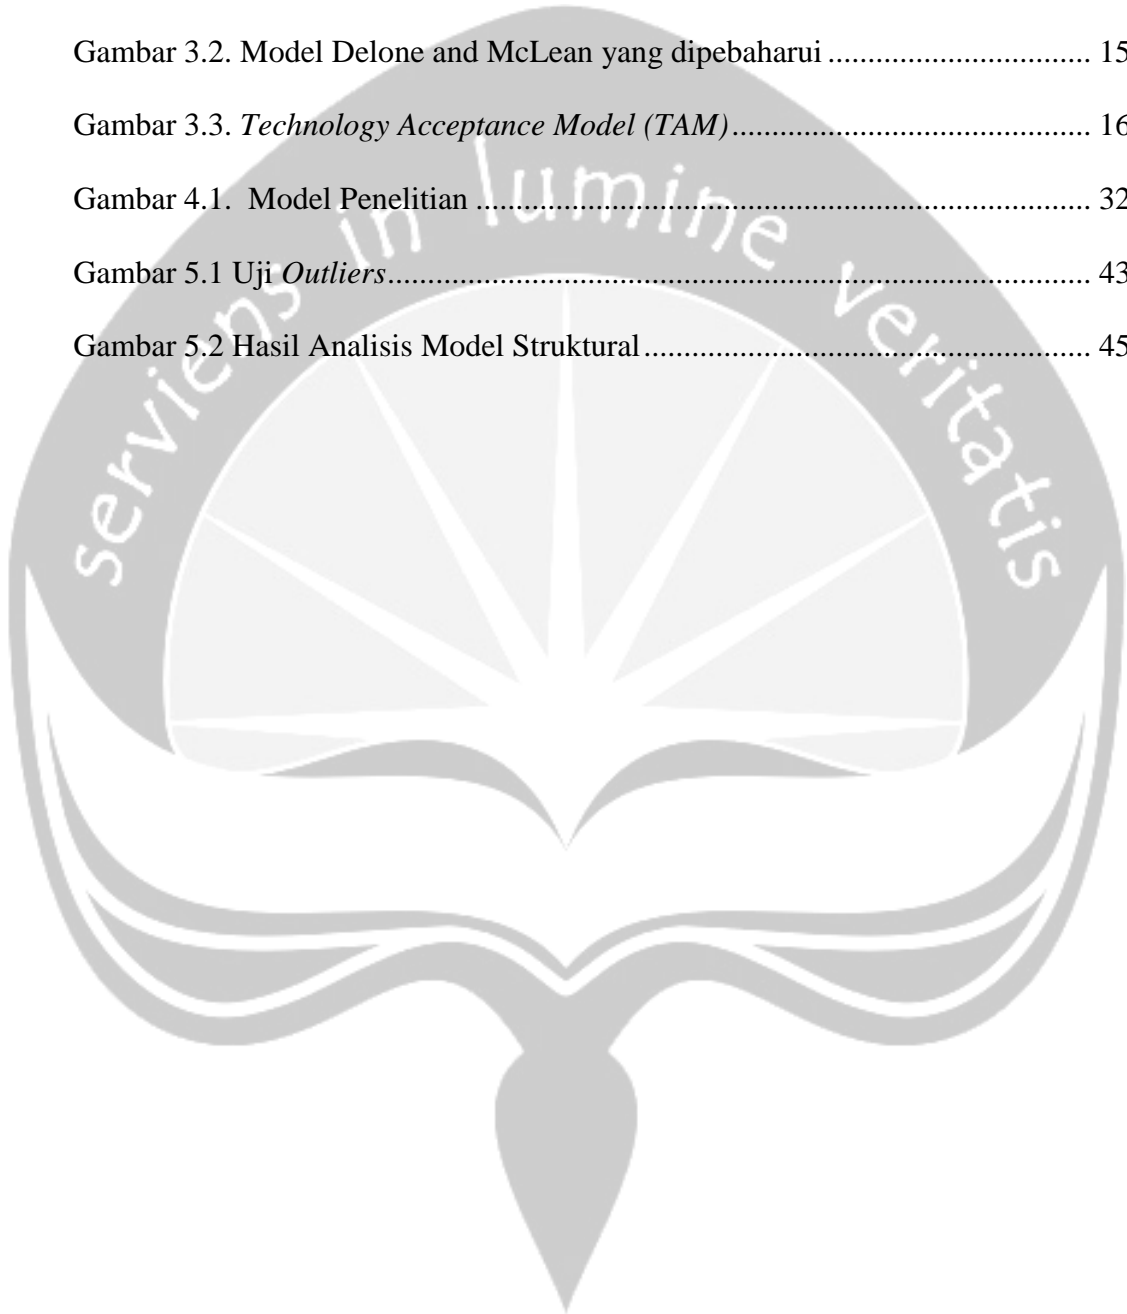 Gambar 3.2. Model Delone and McLean yang dipebaharui ................................. 15
Gambar 3.3. Technology Acceptance Model (TAM) ............................................. 16
Gambar 4.1.  Model Penelitian ............................................................................. 32
Gambar 5.1 Uji Outliers ........................................................................................ 43
Gambar 5.2 Hasil Analisis Model Struktural ........................................................ 45
serviens in lumine veritatis